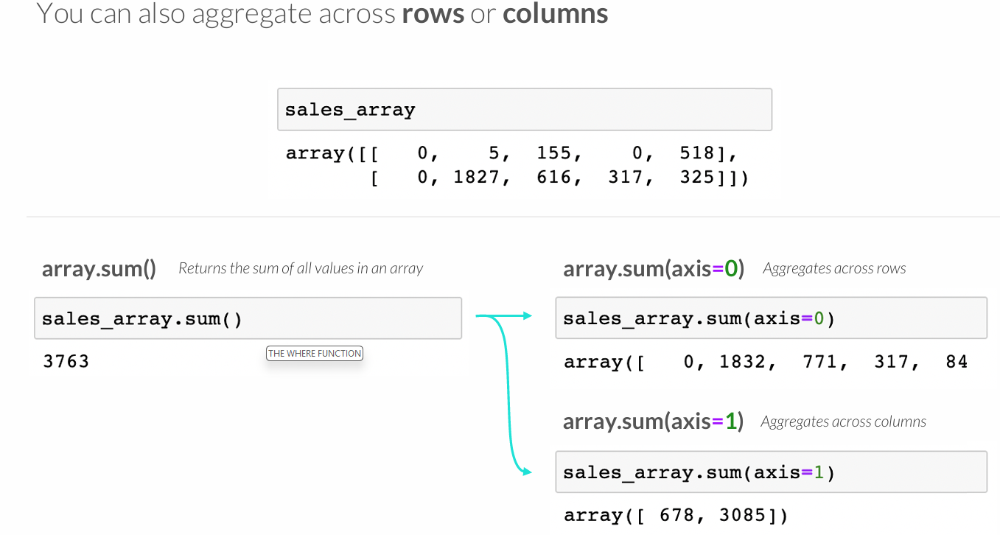 You can also aggregate across rows or columns
sales_array
array([[   0,    5,  155,    0,  518],
       [   0, 1827,  616,  317,  325]])
array.sum() Returns the sum of all values in an array
sales_array.sum()
THE WHERE FUNCTION
3763
array.sum(axis=0) Aggregates across rows
sales_array.sum(axis=0)
array([   0, 1832,  771,  317,  84
array.sum(axis=1) Aggregates across columns
sales_array.sum(axis=1)
array([ 678, 3085])